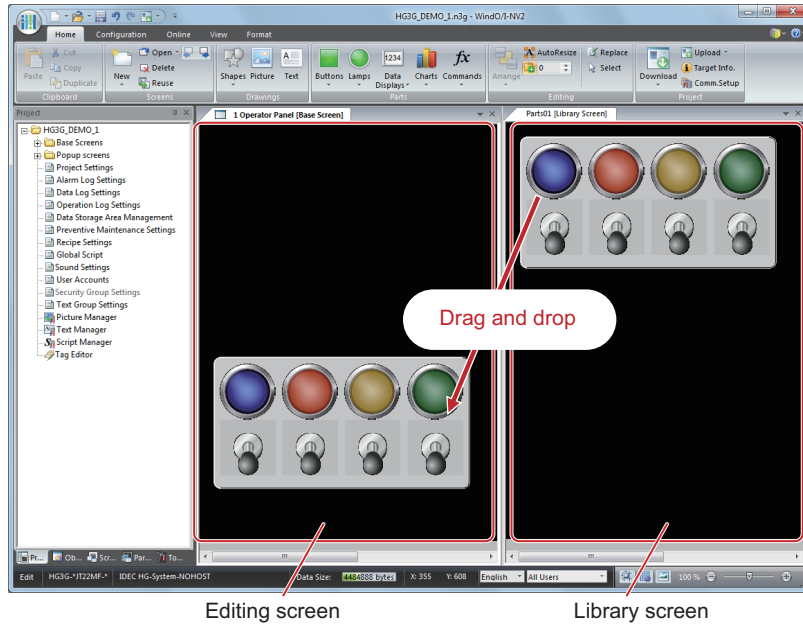 HG3G_DEMO_1.n3g - WindO/I-NV2
Home Configuration Online View Format
Paste Cut Copy Duplicate
Clipboard
New Open Delete Reuse
Screens
Shapes Picture Text
Drawings
Buttons Lamps 1234 Data Displays Charts fx Commands
Parts
Arrange AutoResize 0 Replace Select
Editing
Download Upload Target Info. Comm.Setup
Project
Project
HG3G_DEMO_1
Base Screens
Popup screens
Project Settings
Alarm Log Settings
Data Log Settings
Operation Log Settings
Data Storage Area Management
Preventive Maintenance Settings
Recipe Settings
Global Script
Sound Settings
User Accounts
Security Group Settings
Text Group Settings
Picture Manager
Text Manager
Script Manager
Tag Editor
Pr... Ob... Scr... Par... To...
1 Operator Panel [Base Screen]
Parts01 [Library Screen]
Drag and drop
Edit HG3G-*JT22MF-* IDEC HG-System-NOHOST Data Size: 4484888 bytes X: 355 Y: 608 English All Users 100 %
Editing screen
Library screen